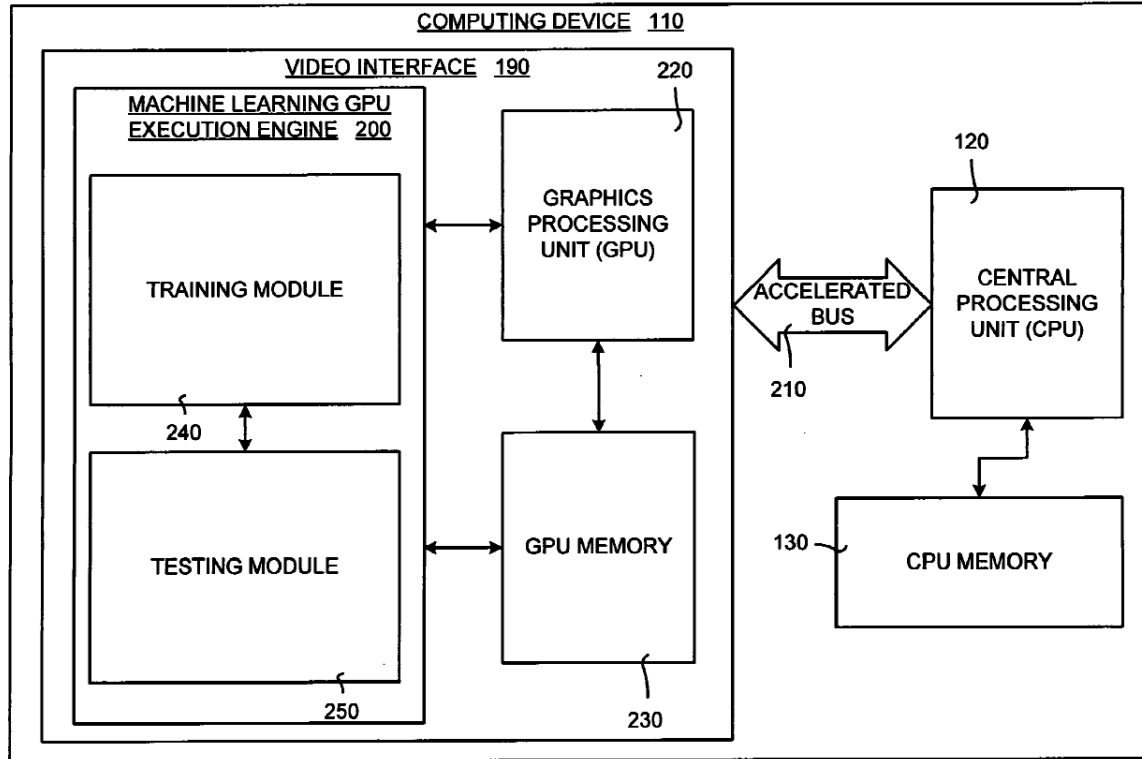 COMPUTING DEVICE 110
VIDEO INTERFACE 190
MACHINE LEARNING GPU
EXECUTION ENGINE 200
220
GRAPHICS
PROCESSING
UNIT (GPU)
120
TRAINING MODULE
240
ACCELERATED
BUS
210
CENTRAL
PROCESSING
UNIT (CPU)
TESTING MODULE
250
GPU MEMORY
230
130
CPU MEMORY